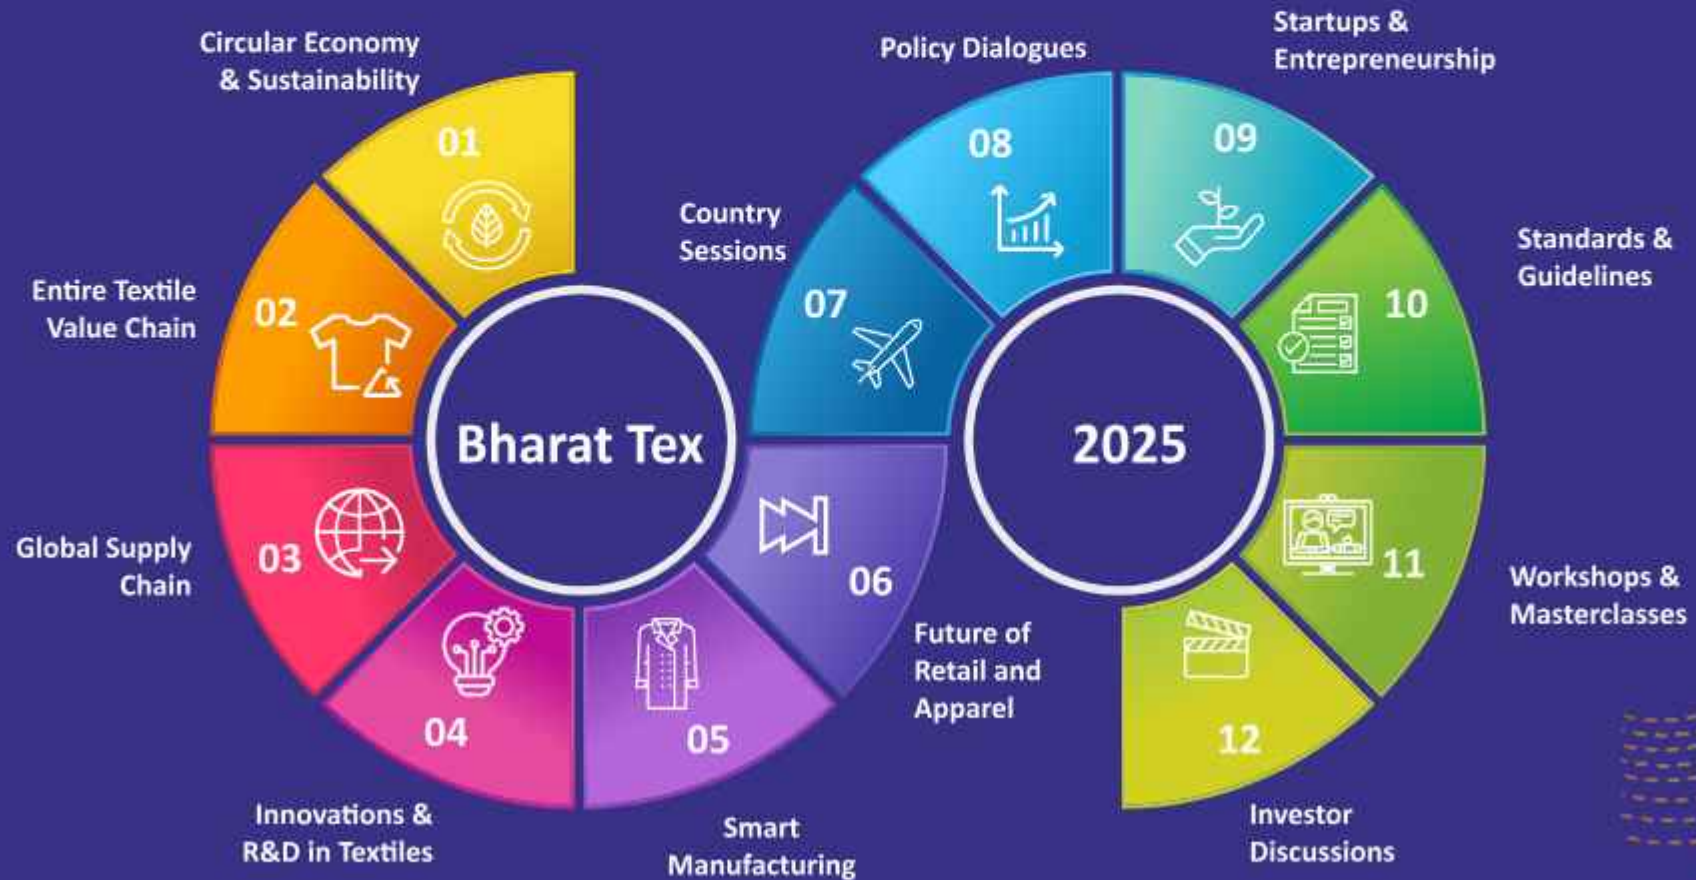 Circular Economy
& Sustainability
01
Entire Textile
Value Chain
02
Global Supply
Chain
03
Innovations &
R&D in Textiles
04
Smart
Manufacturing
05
Future of
Retail and
Apparel
06
Country
Sessions
07
Policy Dialogues
08
Startups &
Entrepreneurship
09
Standards &
Guidelines
10
Workshops &
Masterclasses
11
Investor
Discussions
12
Bharat Tex
2025